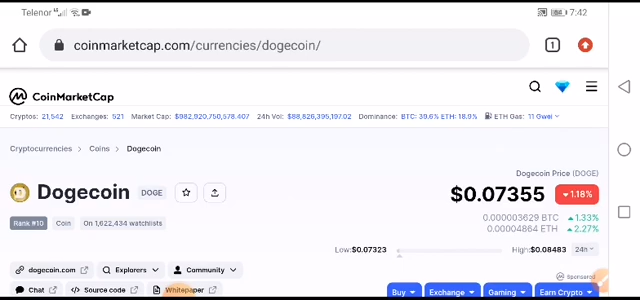 Telenor 7:42
coinmarketcap.com/currencies/dogecoin/ 1
CoinMarketCap
Cryptos: 21,542 Exchanges: 521 Market Cap: $982,920,750,578.407 24h Vol: $88,826,395,197.02 Dominance: BTC: 39.6% ETH: 18.9% ETH Gas: 11 Gwei
Cryptocurrencies > Coins > Dogecoin
Dogecoin Price (DOGE)
Dogecoin DOGE
$0.07355 1.18%
0.000003629 BTC 1.33%
0.00004864 ETH 2.27%
Rank #10 Coin On 1,622,434 watchlists
Low: $0.07323 High: $0.08483 24h
dogecoin.com Explorers Community
Sponsored
Chat Source code Whitepaper
Buy Exchange Gaming Earn Crypto